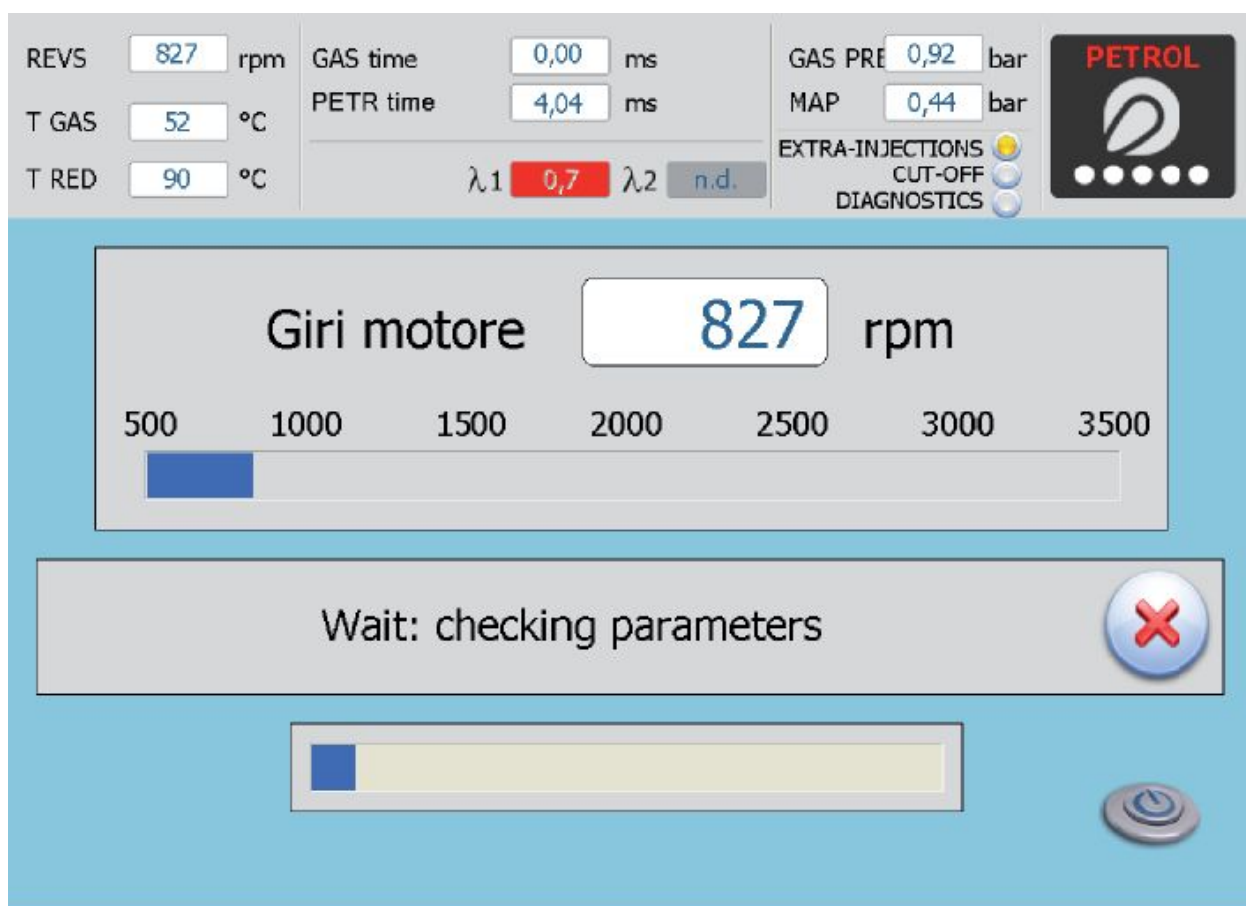 REVS 827 rpm GAS time 0,00 ms GAS PRE 0,92 bar PETROL
T GAS 52 °C PETR time 4,04 ms MAP 0,44 bar
EXTRA-INJECTIONS
T RED 90 °C λ1 0,7 λ2 n.d. CUT-OFF
DIAGNOSTICS
Giri motore 827 rpm
500 1000 1500 2000 2500 3000 3500
Wait: checking parameters